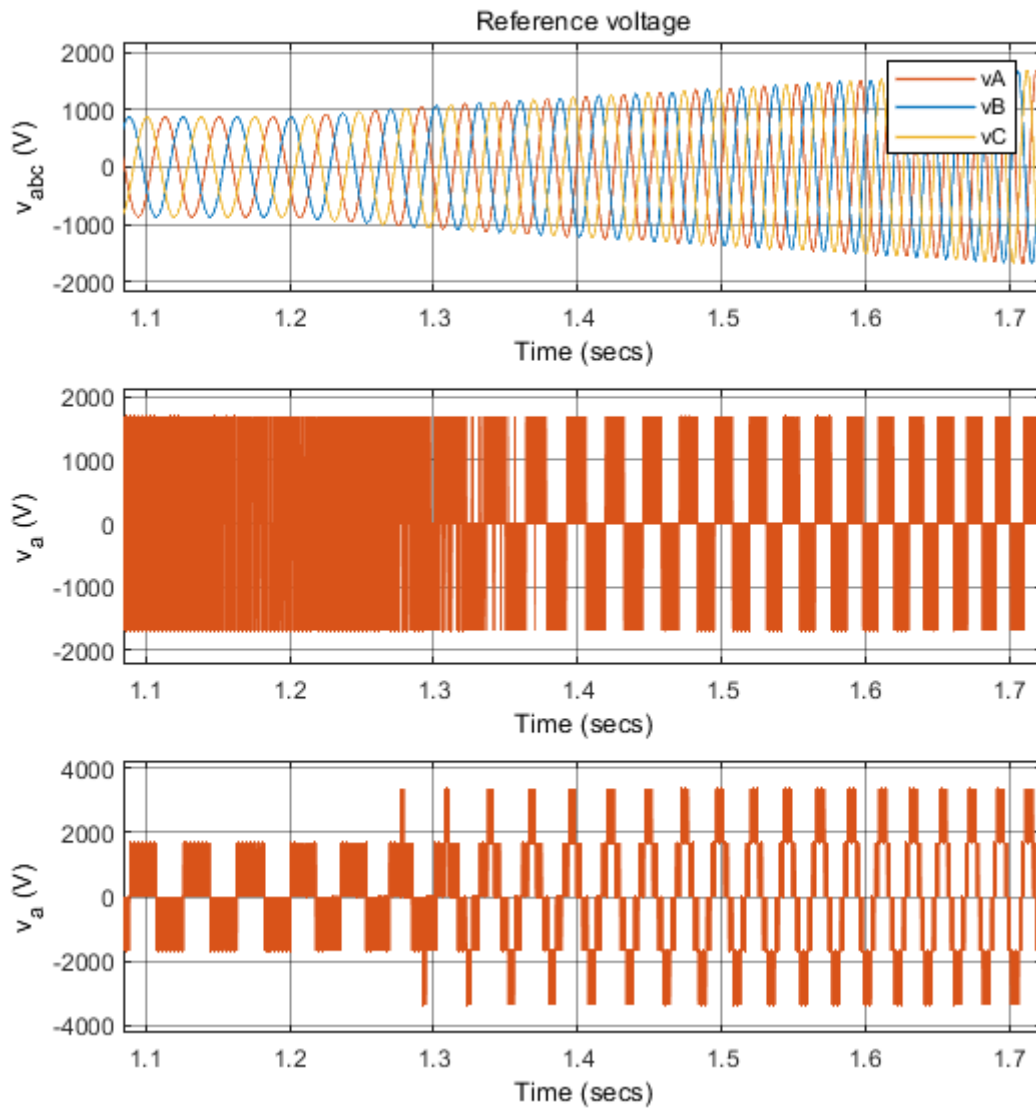 Reference voltage
2000
1000
0
-1000
-2000
v_abc (V)
vA
vB
vC
1.1 1.2 1.3 1.4 1.5 1.6 1.7
Time (secs)
2000
1000
0
-1000
-2000
v_a (V)
1.1 1.2 1.3 1.4 1.5 1.6 1.7
Time (secs)
4000
2000
0
-2000
-4000
v_a (V)
1.1 1.2 1.3 1.4 1.5 1.6 1.7
Time (secs)